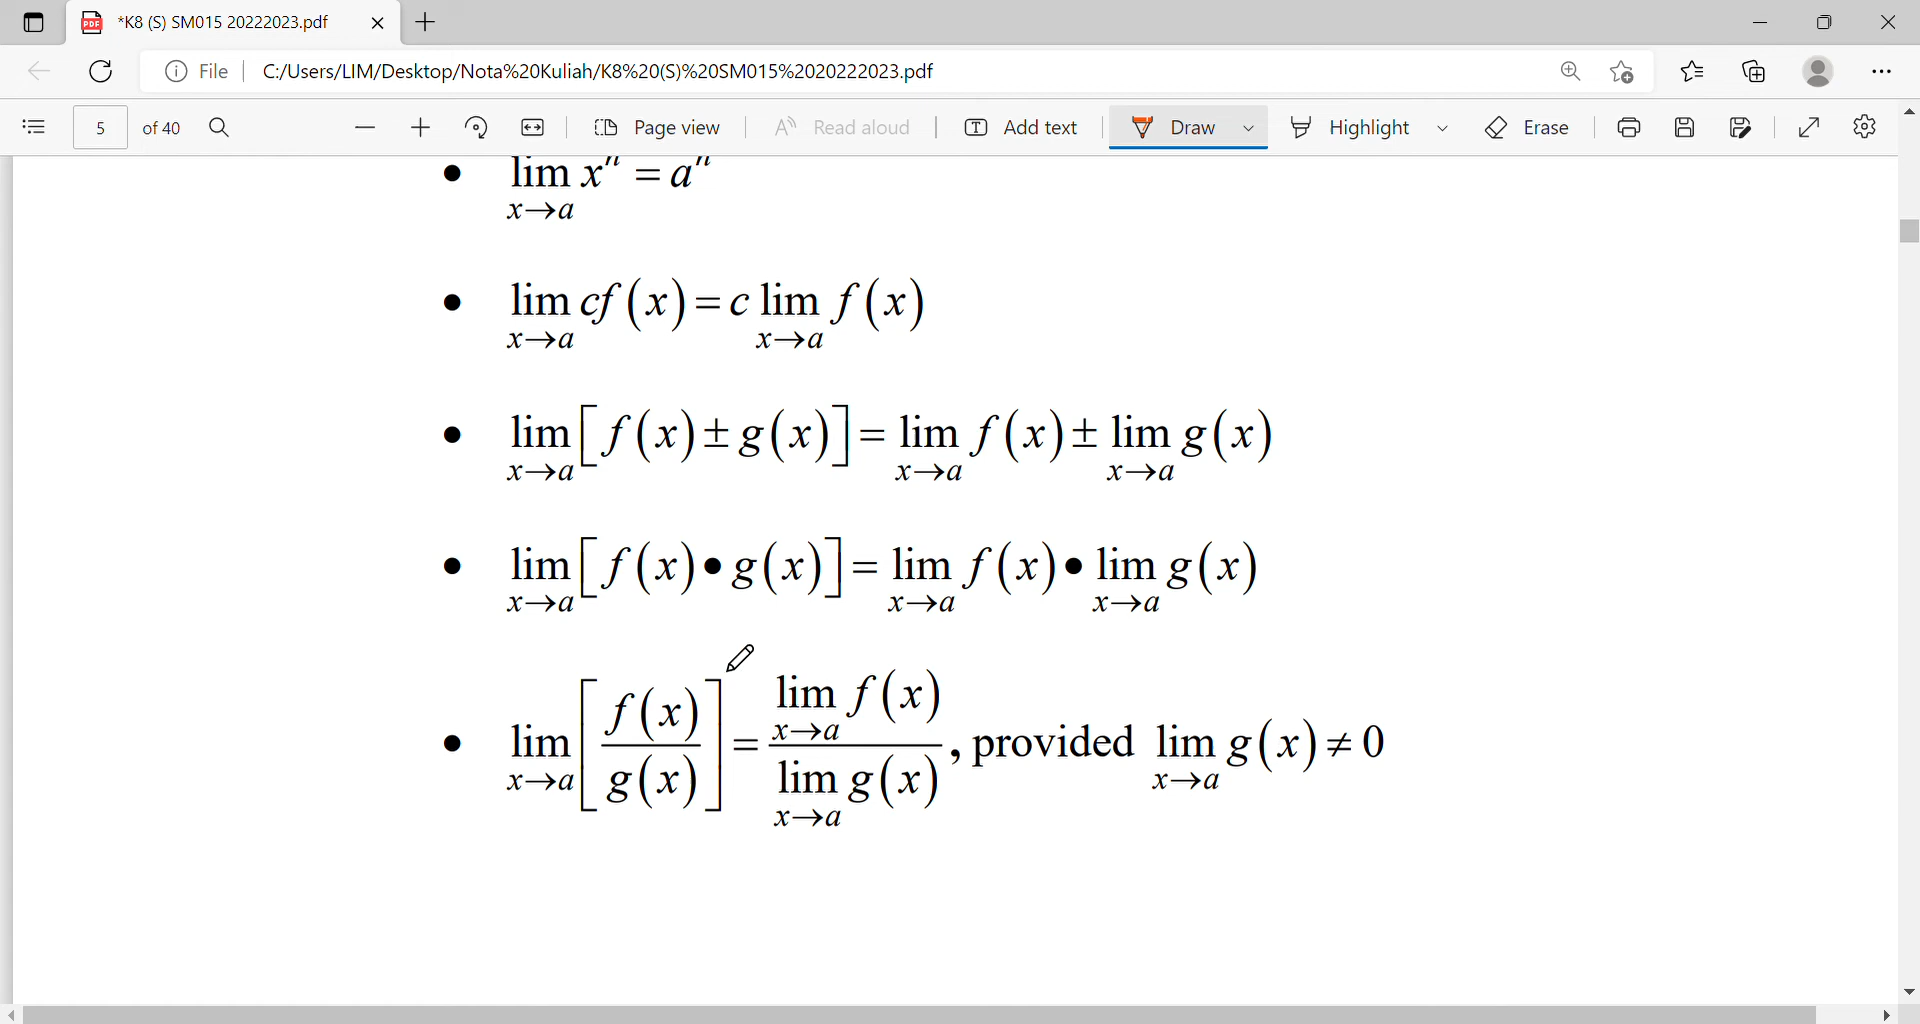 *K8 (S) SM015 20222023.pdf
File C:/Users/LIM/Desktop/Nota%20Kuliah/K8%20(S)%20SM015%2020222023.pdf
5 of 40 Page view Read aloud Add text Draw Highlight Erase
• lim x→a xⁿ = aⁿ
• lim x→a cf(x) = c lim x→a f(x)
• lim x→a [f(x) ± g(x)] = lim x→a f(x) ± lim x→a g(x)
• lim x→a [f(x) • g(x)] = lim x→a f(x) • lim x→a g(x)
• lim x→a [f(x)/g(x)] = lim x→a f(x) / lim x→a g(x), provided lim x→a g(x) ≠ 0